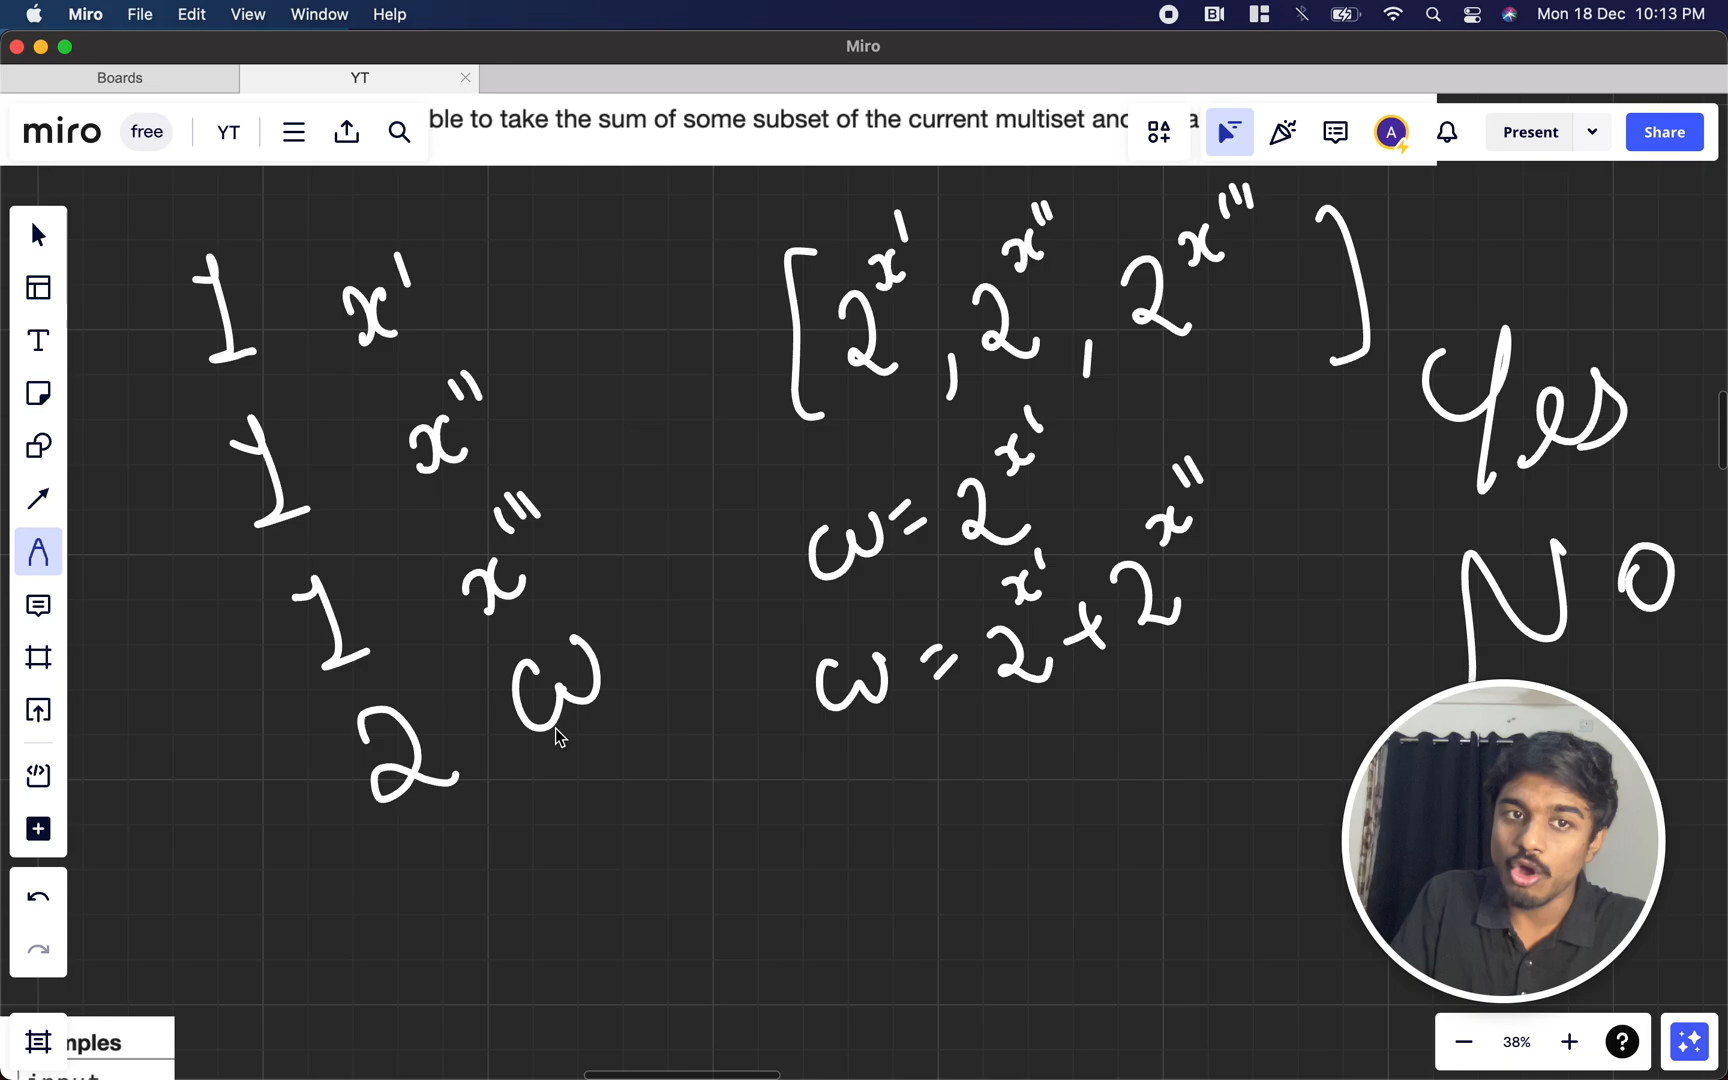 Miro File Edit View Window Help Mon 18 Dec 10:13 PM
Miro
Boards YT
miro free YT ble to take the sum of some subset of the current multiset and a A Present Share
1 x' [2^x', 2^x'', 2^x''']
1 x'' Yes
ω = 2^x'
1 x''' No
2 ω ω = 2^x' + 2^x''
38%
mples